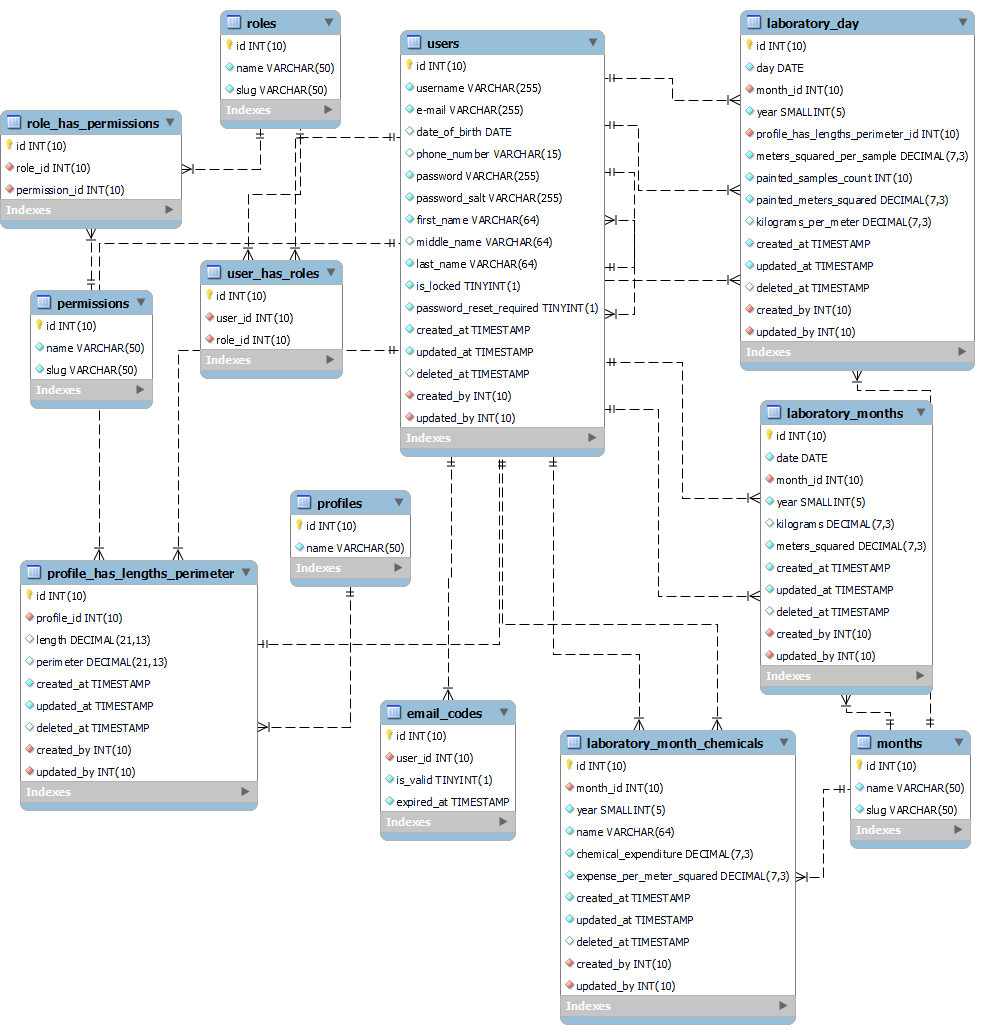 roles
id INT(10)
name VARCHAR(50)
slug VARCHAR(50)
Indexes
users
id INT(10)
username VARCHAR(255)
e-mail VARCHAR(255)
date_of_birth DATE
phone_number VARCHAR(15)
password VARCHAR(255)
password_salt VARCHAR(255)
first_name VARCHAR(64)
middle_name VARCHAR(64)
last_name VARCHAR(64)
is_locked TINYINT(1)
password_reset_required TINYINT(1)
created_at TIMESTAMP
updated_at TIMESTAMP
deleted_at TIMESTAMP
created_by INT(10)
updated_by INT(10)
Indexes
laboratory_day
id INT(10)
day DATE
month_id INT(10)
year SMALLINT(5)
profile_has_lengths_perimeter_id INT(10)
meters_squared_per_sample DECIMAL(7,3)
painted_samples_count INT(10)
painted_meters_squared DECIMAL(7,3)
kilograms_per_meter DECIMAL(7,3)
created_at TIMESTAMP
updated_at TIMESTAMP
deleted_at TIMESTAMP
created_by INT(10)
updated_by INT(10)
Indexes
role_has_permissions
id INT(10)
role_id INT(10)
permission_id INT(10)
Indexes
user_has_roles
id INT(10)
user_id INT(10)
role_id INT(10)
Indexes
permissions
id INT(10)
name VARCHAR(50)
slug VARCHAR(50)
Indexes
laboratory_months
id INT(10)
date DATE
month_id INT(10)
year SMALLINT(5)
kilograms DECIMAL(7,3)
meters_squared DECIMAL(7,3)
created_at TIMESTAMP
updated_at TIMESTAMP
deleted_at TIMESTAMP
created_by INT(10)
updated_by INT(10)
Indexes
profiles
id INT(10)
name VARCHAR(50)
Indexes
profile_has_lengths_perimeter
id INT(10)
profile_id INT(10)
length DECIMAL(21,13)
perimeter DECIMAL(21,13)
created_at TIMESTAMP
updated_at TIMESTAMP
deleted_at TIMESTAMP
created_by INT(10)
updated_by INT(10)
Indexes
email_codes
id INT(10)
user_id INT(10)
is_valid TINYINT(1)
expired_at TIMESTAMP
Indexes
laboratory_month_chemicals
id INT(10)
month_id INT(10)
year SMALLINT(5)
name VARCHAR(64)
chemical_expenditure DECIMAL(7,3)
expense_per_meter_squared DECIMAL(7,3)
created_at TIMESTAMP
updated_at TIMESTAMP
deleted_at TIMESTAMP
created_by INT(10)
updated_by INT(10)
Indexes
months
id INT(10)
name VARCHAR(50)
slug VARCHAR(50)
Indexes